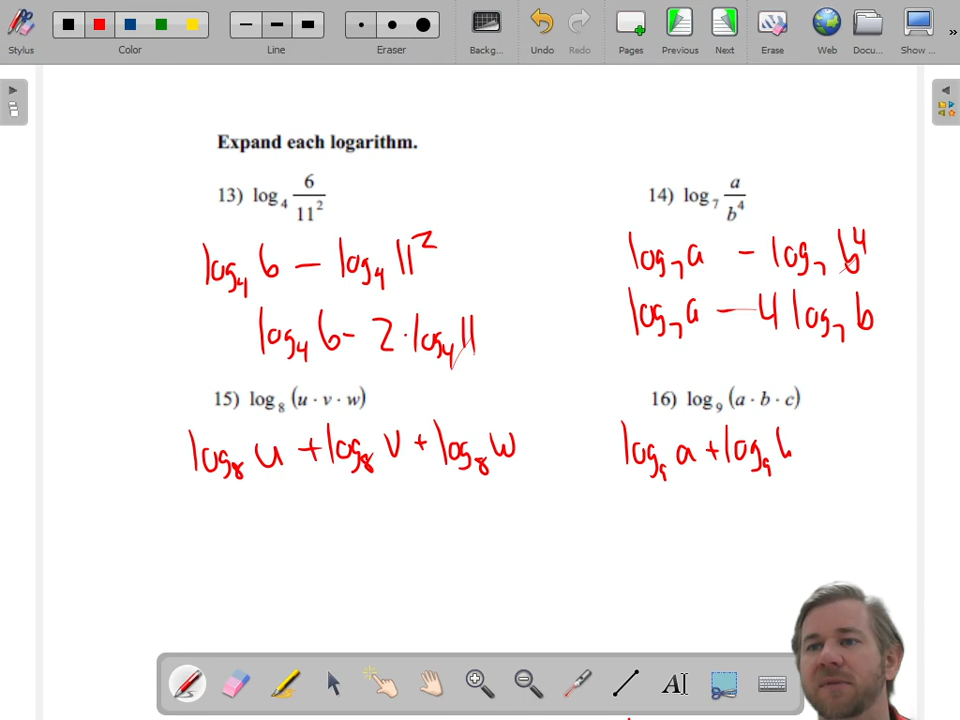 Stylus Color Line Eraser Backg... Undo Redo Pages Previous Next Erase Web Docu... Show ... »
Expand each logarithm.
13) log₄ 6/11²
log₄ 6 − log₄ 11²
log₄ 6 − 2 · log₄ 11
14) log₇ a/b⁴
log₇ a − log₇ b⁴
log₇ a − 4 log₇ b
15) log₈ (u · v · w)
log₈ u + log₈ v + log₈ w
16) log₉ (a · b · c)
log₉ a + log₉
A